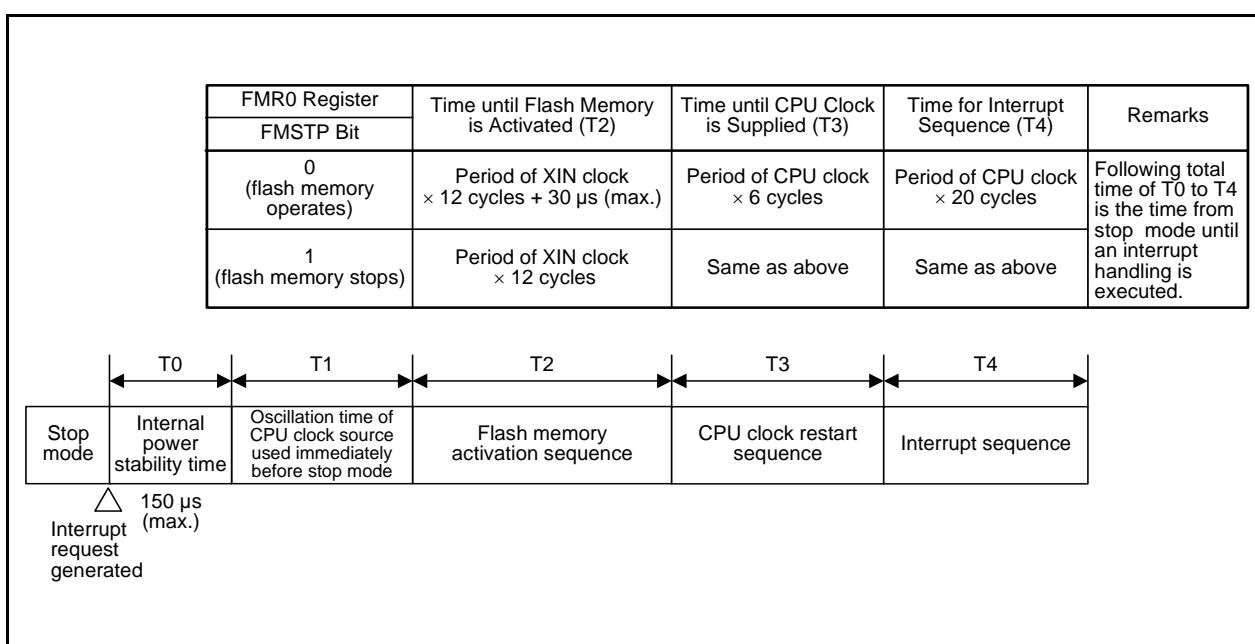 FMR0 Register
FMSTP Bit
Time until Flash Memory
is Activated (T2)
Time until CPU Clock
is Supplied (T3)
Time for Interrupt
Sequence (T4)
Remarks
0
(flash memory
operates)
Period of XIN clock
× 12 cycles + 30 µs (max.)
Period of CPU clock
× 6 cycles
Period of CPU clock
× 20 cycles
Following total
time of T0 to T4
is the time from
stop mode until
an interrupt
handling is
executed.
1
(flash memory stops)
Period of XIN clock
× 12 cycles
Same as above
Same as above
T0
T1
T2
T3
T4
Stop
mode
Internal
power
stability time
Oscillation time of
CPU clock source
used immediately
before stop mode
Flash memory
activation sequence
CPU clock restart
sequence
Interrupt sequence
150 µs
(max.)
Interrupt
request
generated